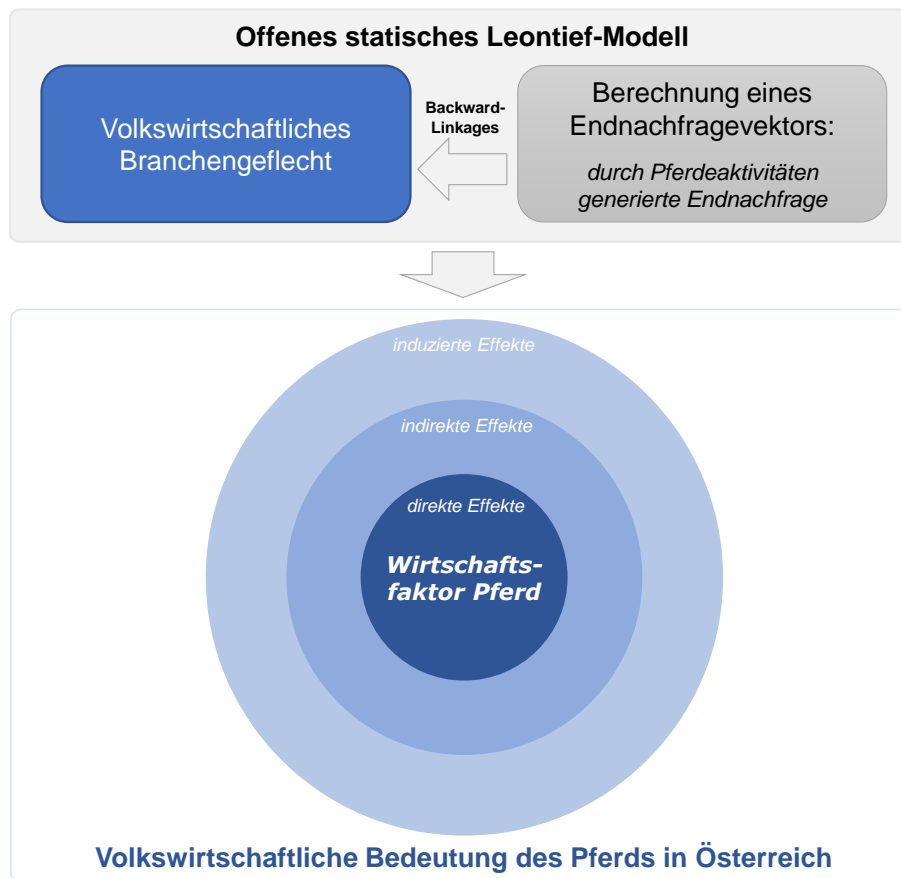 Offenes statisches Leontief-Modell
Volkswirtschaftliches
Branchengeflecht
Backward-
Linkages
Berechnung eines
Endnachfragevektors:
durch Pferdeaktivitäten
generierte Endnachfrage
induzierte Effekte
indirekte Effekte
direkte Effekte
Wirtschafts-
faktor Pferd
Volkswirtschaftliche Bedeutung des Pferds in Österreich